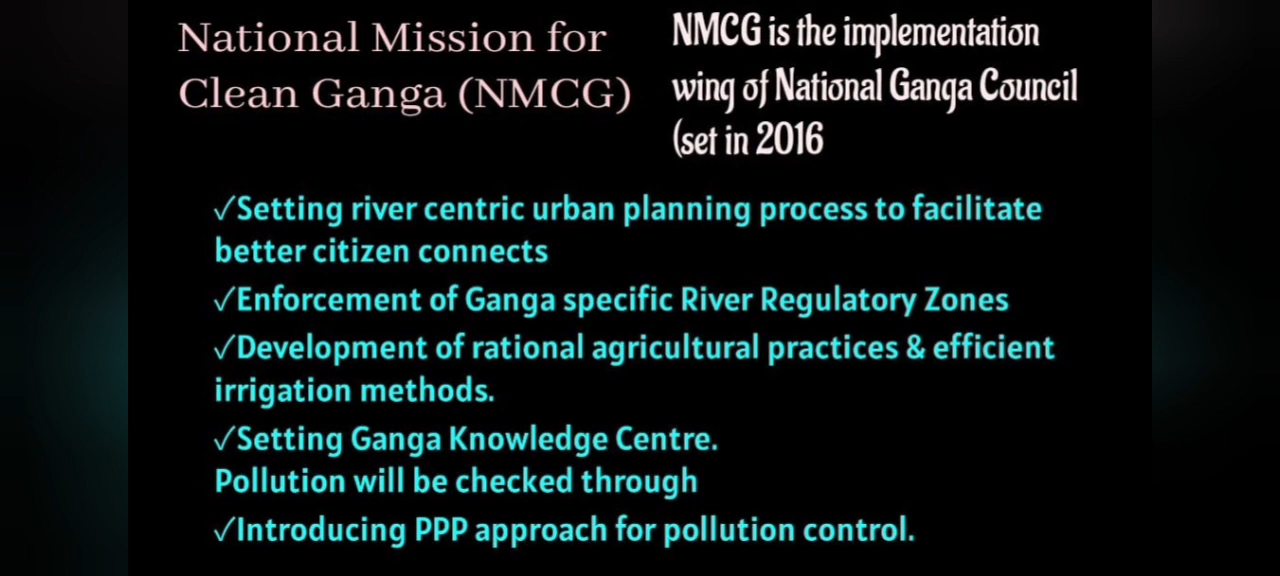 National Mission for
Clean Ganga (NMCG)
NMCG is the implementation
wing of National Ganga Council
(set in 2016
✓Setting river centric urban planning process to facilitate
better citizen connects
✓Enforcement of Ganga specific River Regulatory Zones
✓Development of rational agricultural practices & efficient
irrigation methods.
✓Setting Ganga Knowledge Centre.
Pollution will be checked through
✓Introducing PPP approach for pollution control.